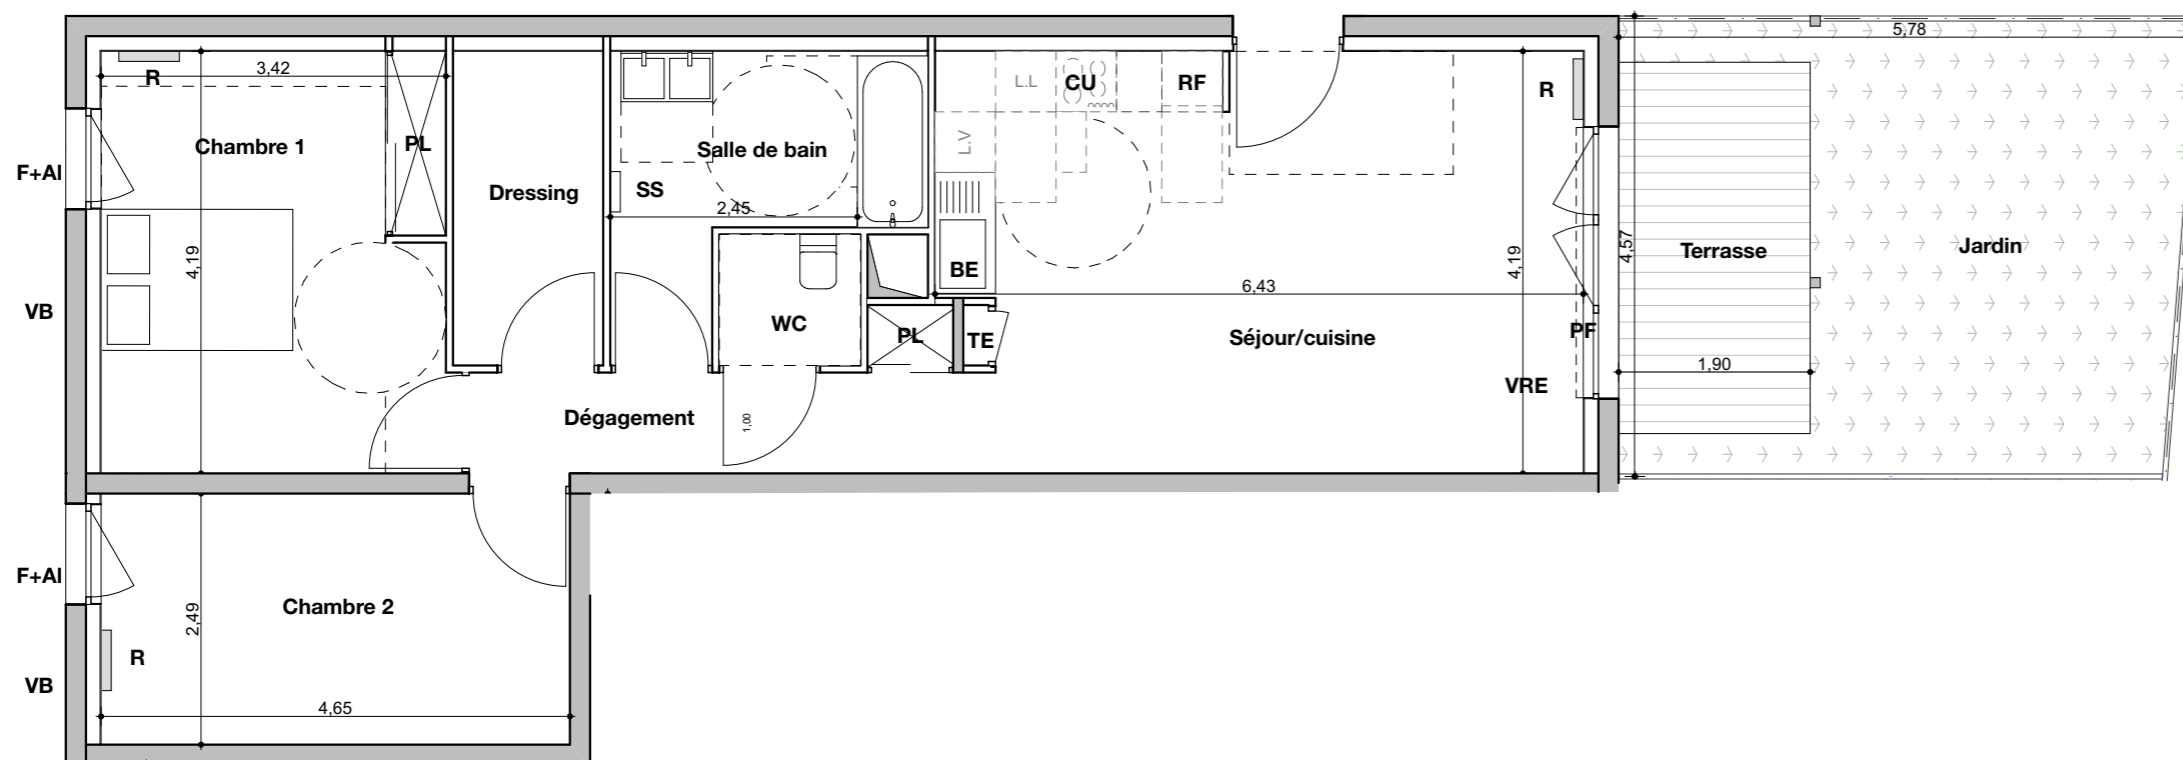 5,78
R
3,42
L.L
CU
RF
R
Chambre 1
PL
Salle de bain
L.V
F+AI
Dressing
SS
2,45
4,19
4,19
4,57
Terrasse
Jardin
BE
6,43
VB
WC
PL
TE
Séjour/cuisine
PF
1,90
VRE
Dégagement
1,00
F+AI
Chambre 2
2,49
R
VB
4,65